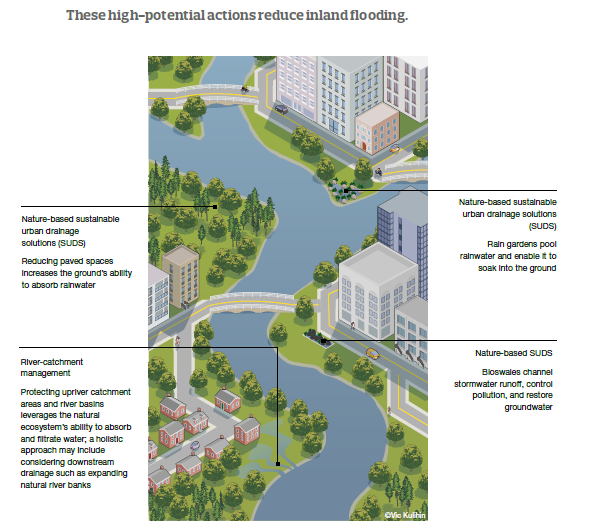 These high-potential actions reduce inland flooding.
Nature-based sustainable
urban drainage
solutions (SUDS)
Reducing paved spaces
increases the ground's ability
to absorb rainwater
Nature-based sustainable
urban drainage solutions
(SUDS)
Rain gardens pool
rainwater and enable it to
soak into the ground
River-catchment
management
Protecting upriver catchment
areas and river basins
leverages the natural
ecosystem's ability to absorb
and filtrate water; a holistic
approach may include
considering downstream
drainage such as expanding
natural river banks
Nature-based SUDS
Bioswales channel
stormwater runoff, control
pollution, and restore
groundwater
©Vic Kulihin